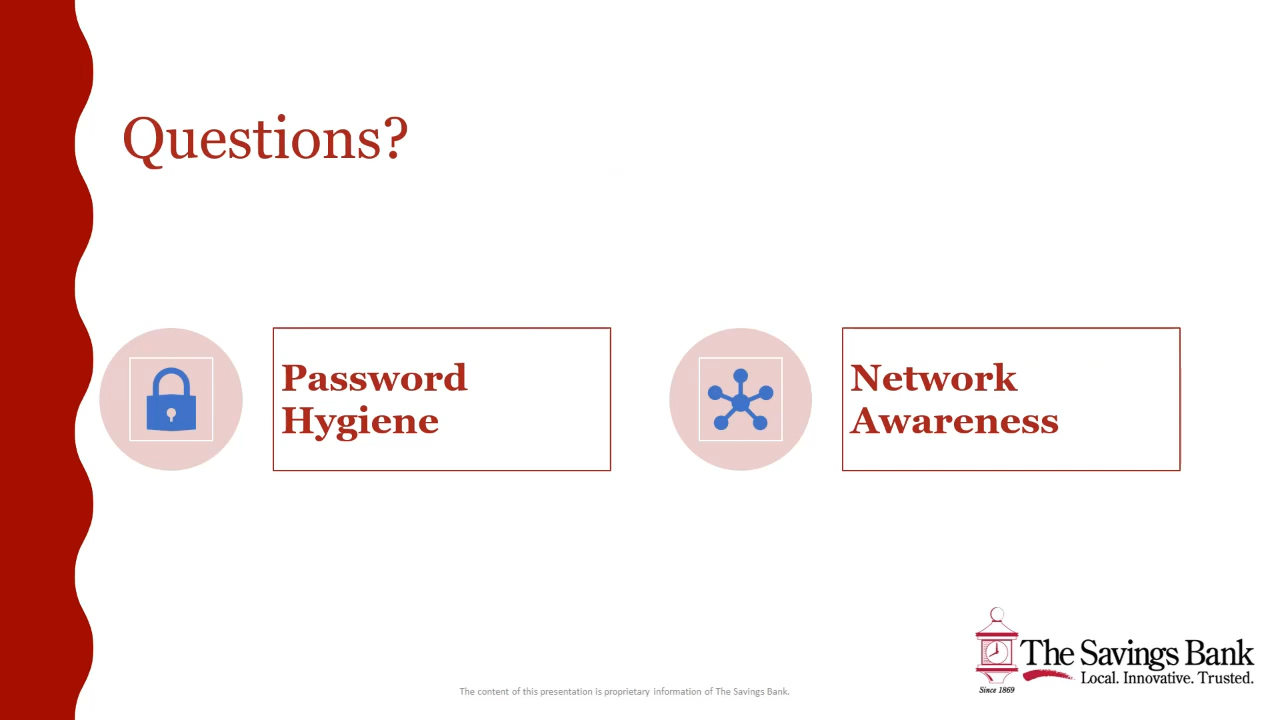 Questions?
Password
Hygiene
Network
Awareness
The Savings Bank
Local. Innovative. Trusted.
Since 1869
The content of this presentation is proprietary information of The Savings Bank.